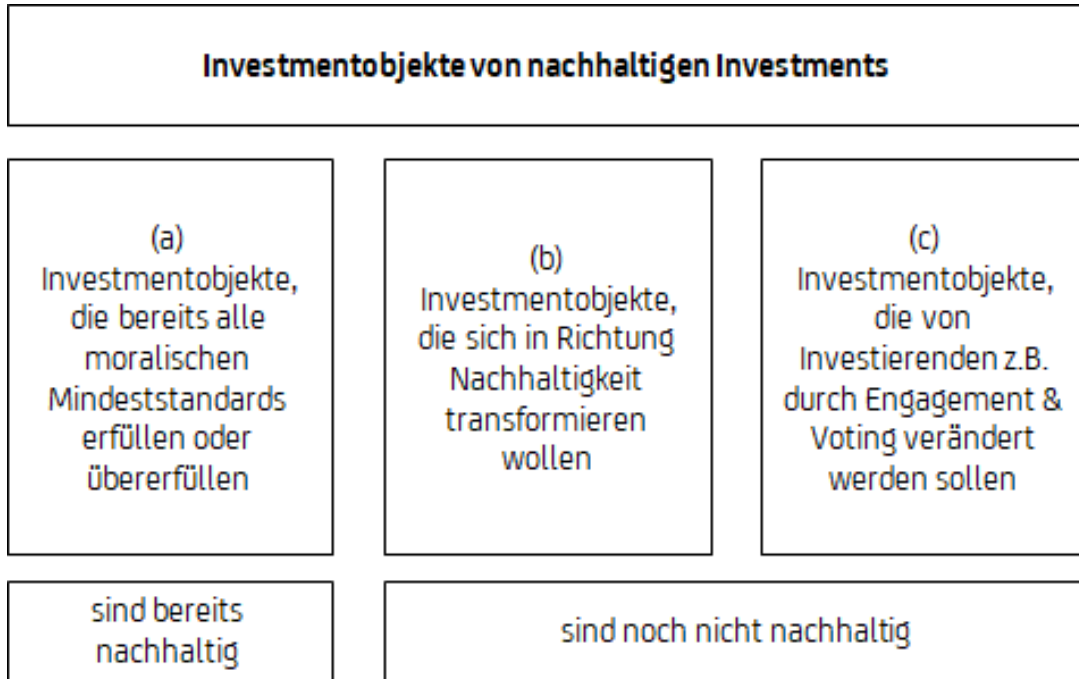 Investmentobjekte von nachhaltigen Investments
(a)
Investmentobjekte,
die bereits alle
moralischen
Mindeststandards
erfüllen oder
übererfüllen
(b)
Investmentobjekte,
die sich in Richtung
Nachhaltigkeit
transformieren
wollen
(c)
Investmentobjekte,
die von
Investierenden z.B.
durch Engagement &
Voting verändert
werden sollen
sind bereits
nachhaltig
sind noch nicht nachhaltig